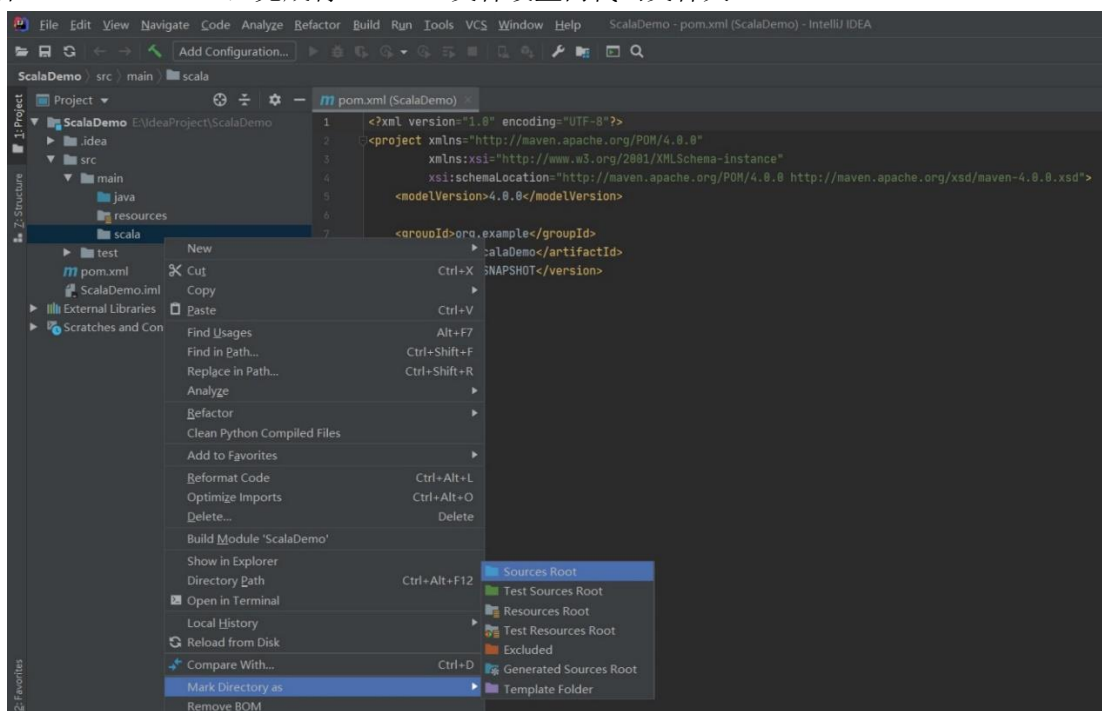 File Edit View Navigate Code Analyze Refactor Build Run Tools VCS Window Help ScalaDemo - pom.xml (ScalaDemo) - IntelliJ IDEA
Add Configuration...
ScalaDemo src main scala
1: Project
Z: Structure
2: Favorites
Project
ScalaDemo E:\IdeaProject\ScalaDemo
.idea
src
main
java
resources
scala
test
pom.xml
ScalaDemo.iml
External Libraries
Scratches and Con
pom.xml (ScalaDemo)
1 <?xml version="1.0" encoding="UTF-8"?>
2 <project xmlns="http://maven.apache.org/POM/4.0.0"
3 xmlns:xsi="http://www.w3.org/2001/XMLSchema-instance"
4 xsi:schemaLocation="http://maven.apache.org/POM/4.0.0 http://maven.apache.org/xsd/maven-4.0.0.xsd">
5 <modelVersion>4.0.0</modelVersion>
6
7 <groupId>org.example</groupId>
calaDemo</artifactId>
SNAPSHOT</version>
New
Cut Ctrl+X
Copy
Paste Ctrl+V
Find Usages Alt+F7
Find in Path... Ctrl+Shift+F
Replace in Path... Ctrl+Shift+R
Analyze
Refactor
Clean Python Compiled Files
Add to Favorites
Reformat Code Ctrl+Alt+L
Optimize Imports Ctrl+Alt+O
Delete... Delete
Build Module 'ScalaDemo'
Show in Explorer
Directory Path Ctrl+Alt+F12
Open in Terminal
Local History
Reload from Disk
Compare With... Ctrl+D
Mark Directory as
Remove BOM
Sources Root
Test Sources Root
Resources Root
Test Resources Root
Excluded
Generated Sources Root
Template Folder